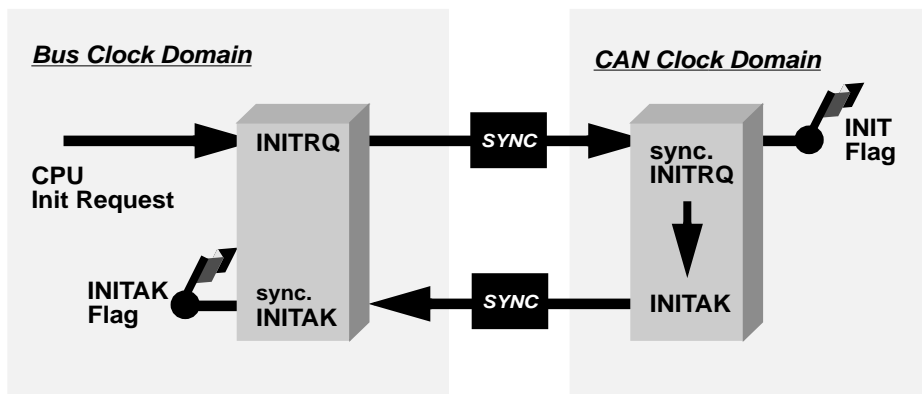 Bus Clock Domain
CAN Clock Domain
CPU
Init Request
INITRQ
SYNC
sync.
INITRQ
INIT
Flag
INITAK
Flag
sync.
INITAK
SYNC
INITAK